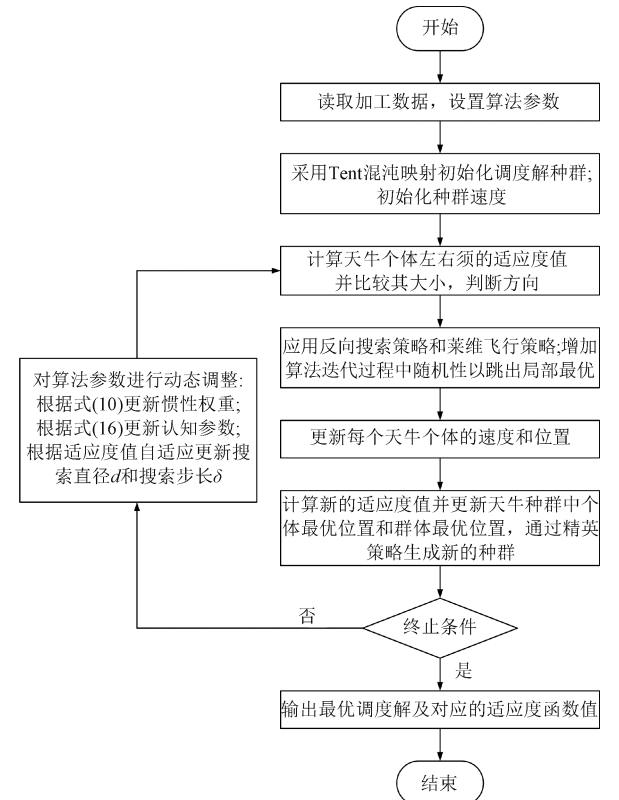 开始
读取加工数据，设置算法参数
采用Tent混沌映射初始化调度解种群;
初始化种群速度
计算天牛个体左右须的适应度值
并比较其大小，判断方向
应用反向搜索策略和莱维飞行策略;增加
算法迭代过程中随机性以跳出局部最优
更新每个天牛个体的速度和位置
计算新的适应度值并更新天牛种群中个
体最优位置和群体最优位置，通过精英
策略生成新的种群
对算法参数进行动态调整:
根据式(10)更新惯性权重;
根据式(16)更新认知参数;
根据适应度值自适应更新搜
索直径d和搜索步长δ
否
终止条件
是
输出最优调度解及对应的适应度函数值
结束